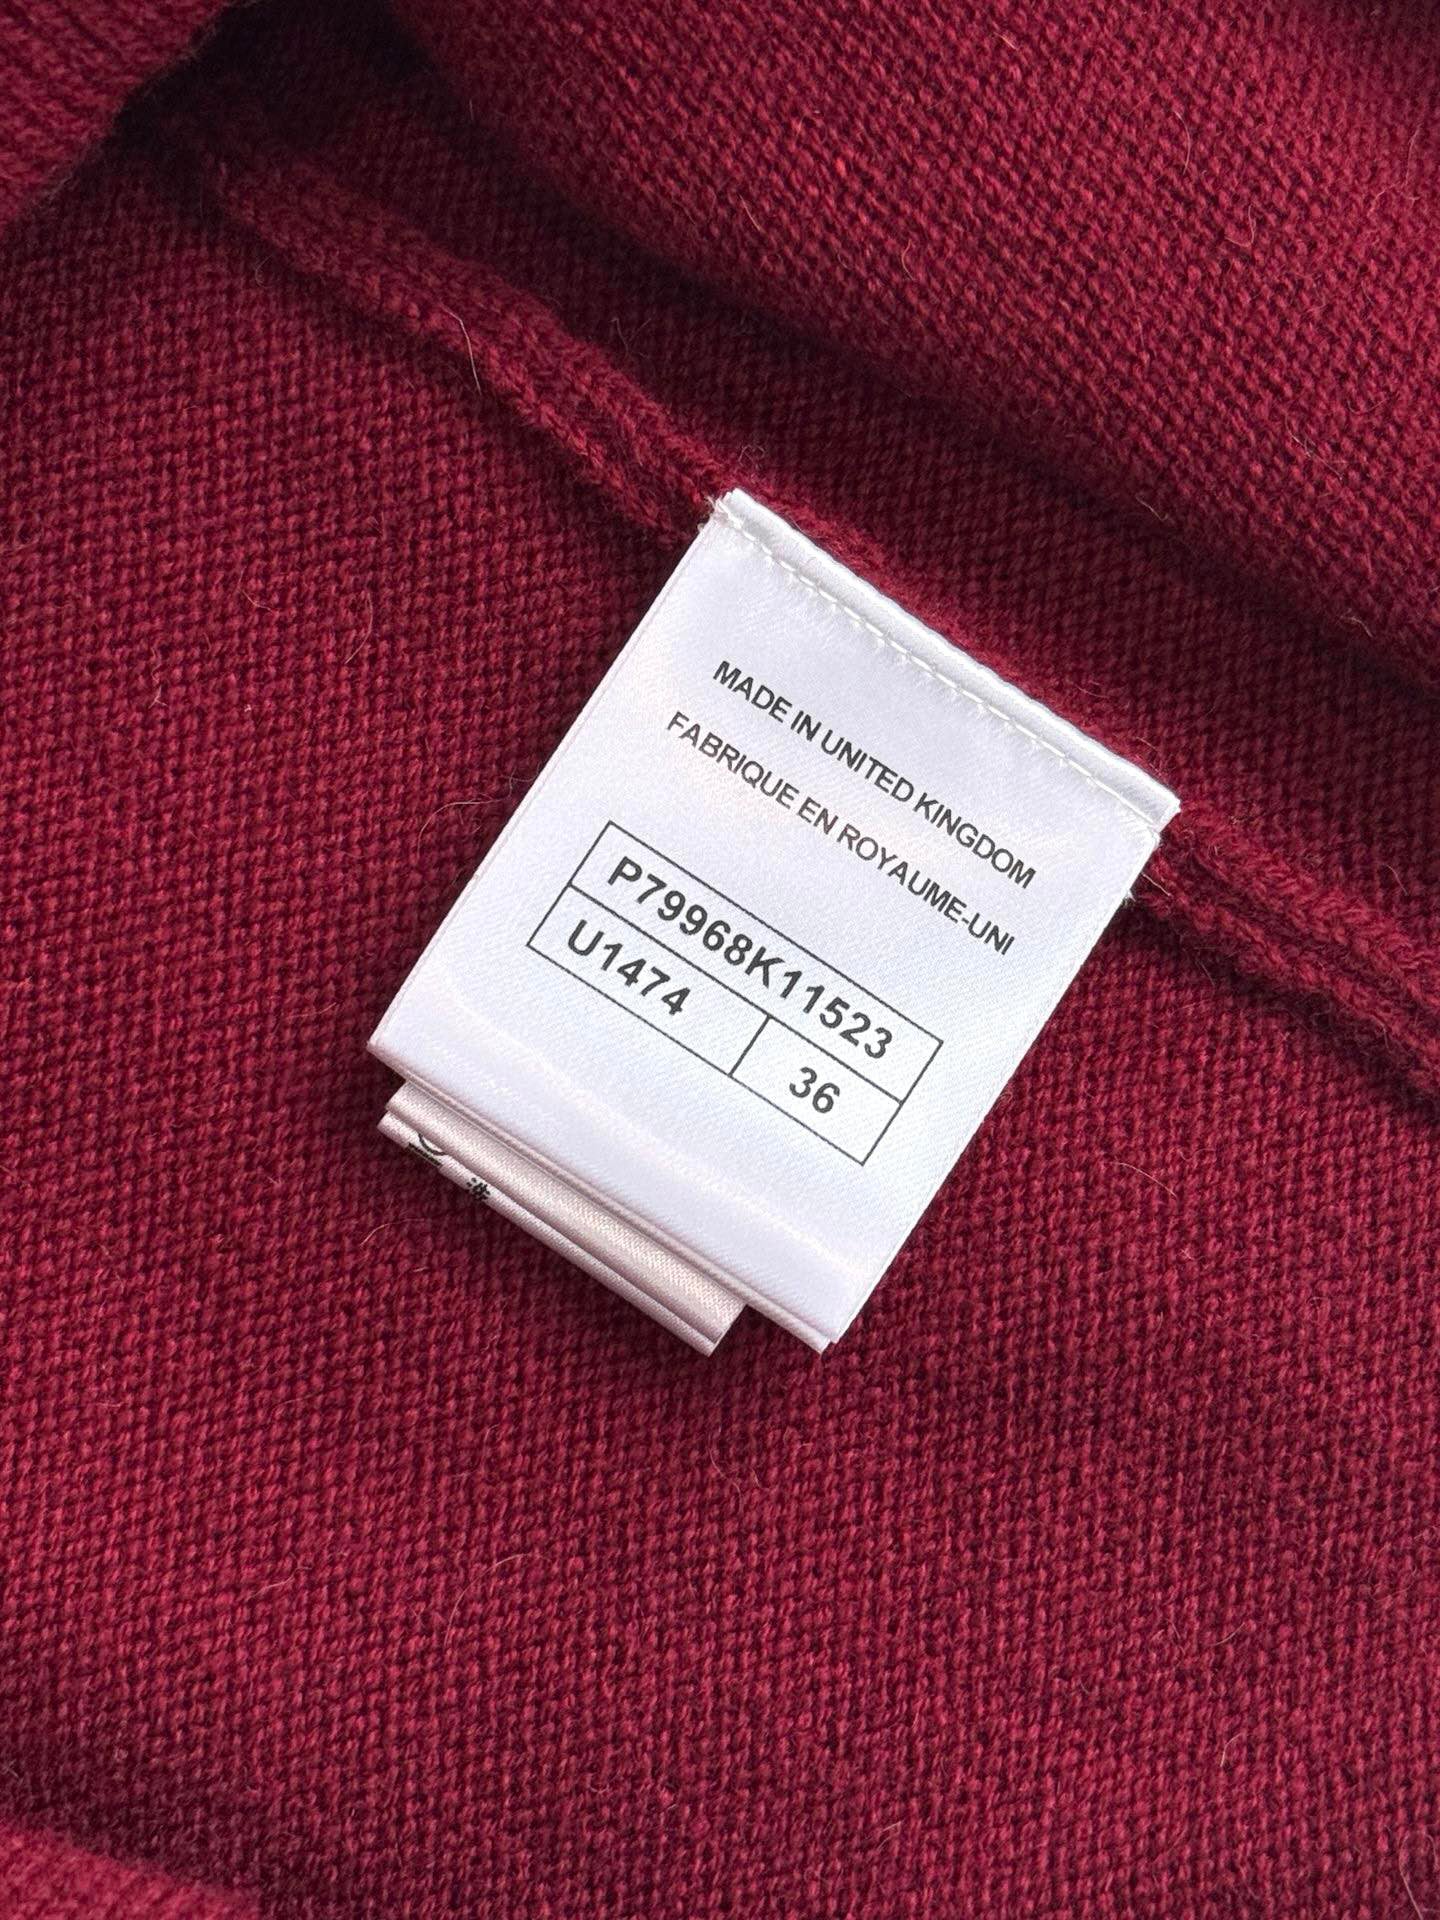 MADE IN UNITED KINGDOM
FABRIQUE EN ROYAUME-UNI
P79968K11523
U1474 36